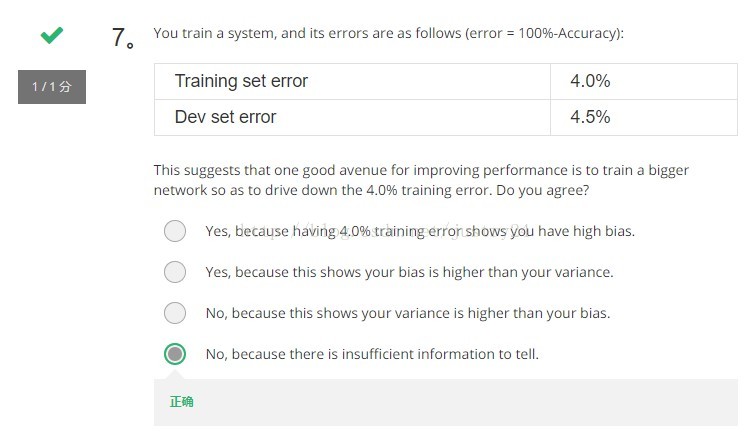 7。 You train a system, and its errors are as follows (error = 100%-Accuracy):
1 / 1 分
Training set error 4.0%
Dev set error 4.5%
This suggests that one good avenue for improving performance is to train a bigger
network so as to drive down the 4.0% training error. Do you agree?
Yes, because having 4.0% training error shows you have high bias.
Yes, because this shows your bias is higher than your variance.
No, because this shows your variance is higher than your bias.
No, because there is insufficient information to tell.
正确